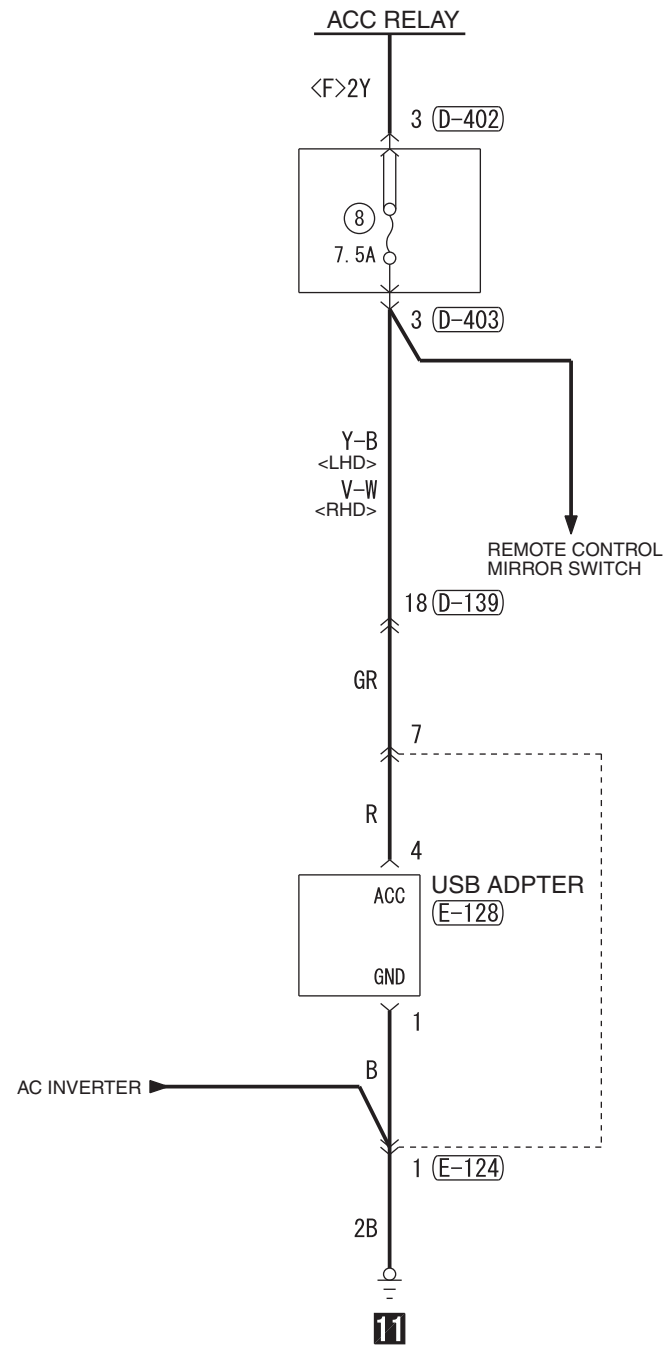 ACC RELAY
<F>2Y
3 (D-402)
8
7.5A
3 (D-403)
Y-B
<LHD>
V-W
<RHD>
REMOTE CONTROL
MIRROR SWITCH
18 (D-139)
GR
7
R
4
ACC
USB ADPTER
(E-128)
GND
1
B
AC INVERTER
1 (E-124)
2B
11